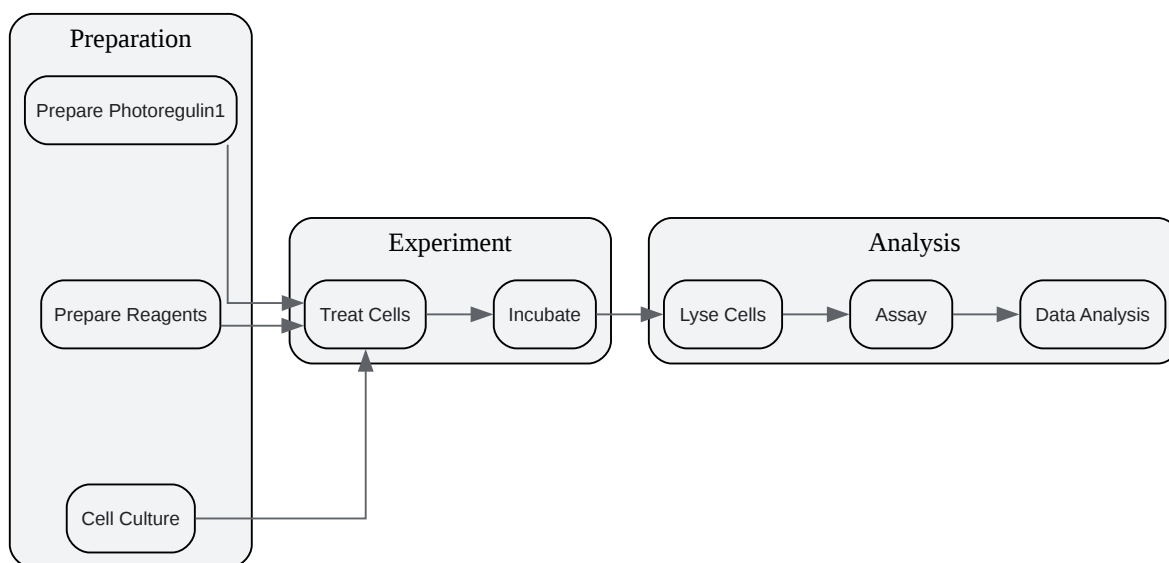 Preparation
Prepare Photoregulin1
Prepare Reagents
Cell Culture
Experiment
Treat Cells
Incubate
Analysis
Lyse Cells
Assay
Data Analysis